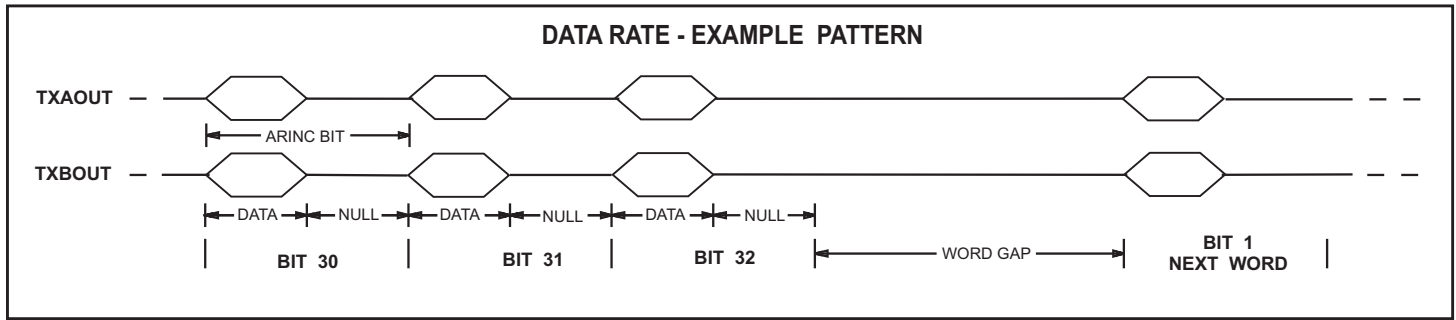 DATA RATE - EXAMPLE PATTERN
TXAOUT
ARINC BIT
TXBOUT
DATA NULL DATA NULL DATA NULL
BIT 30 BIT 31 BIT 32 WORD GAP BIT 1
NEXT WORD